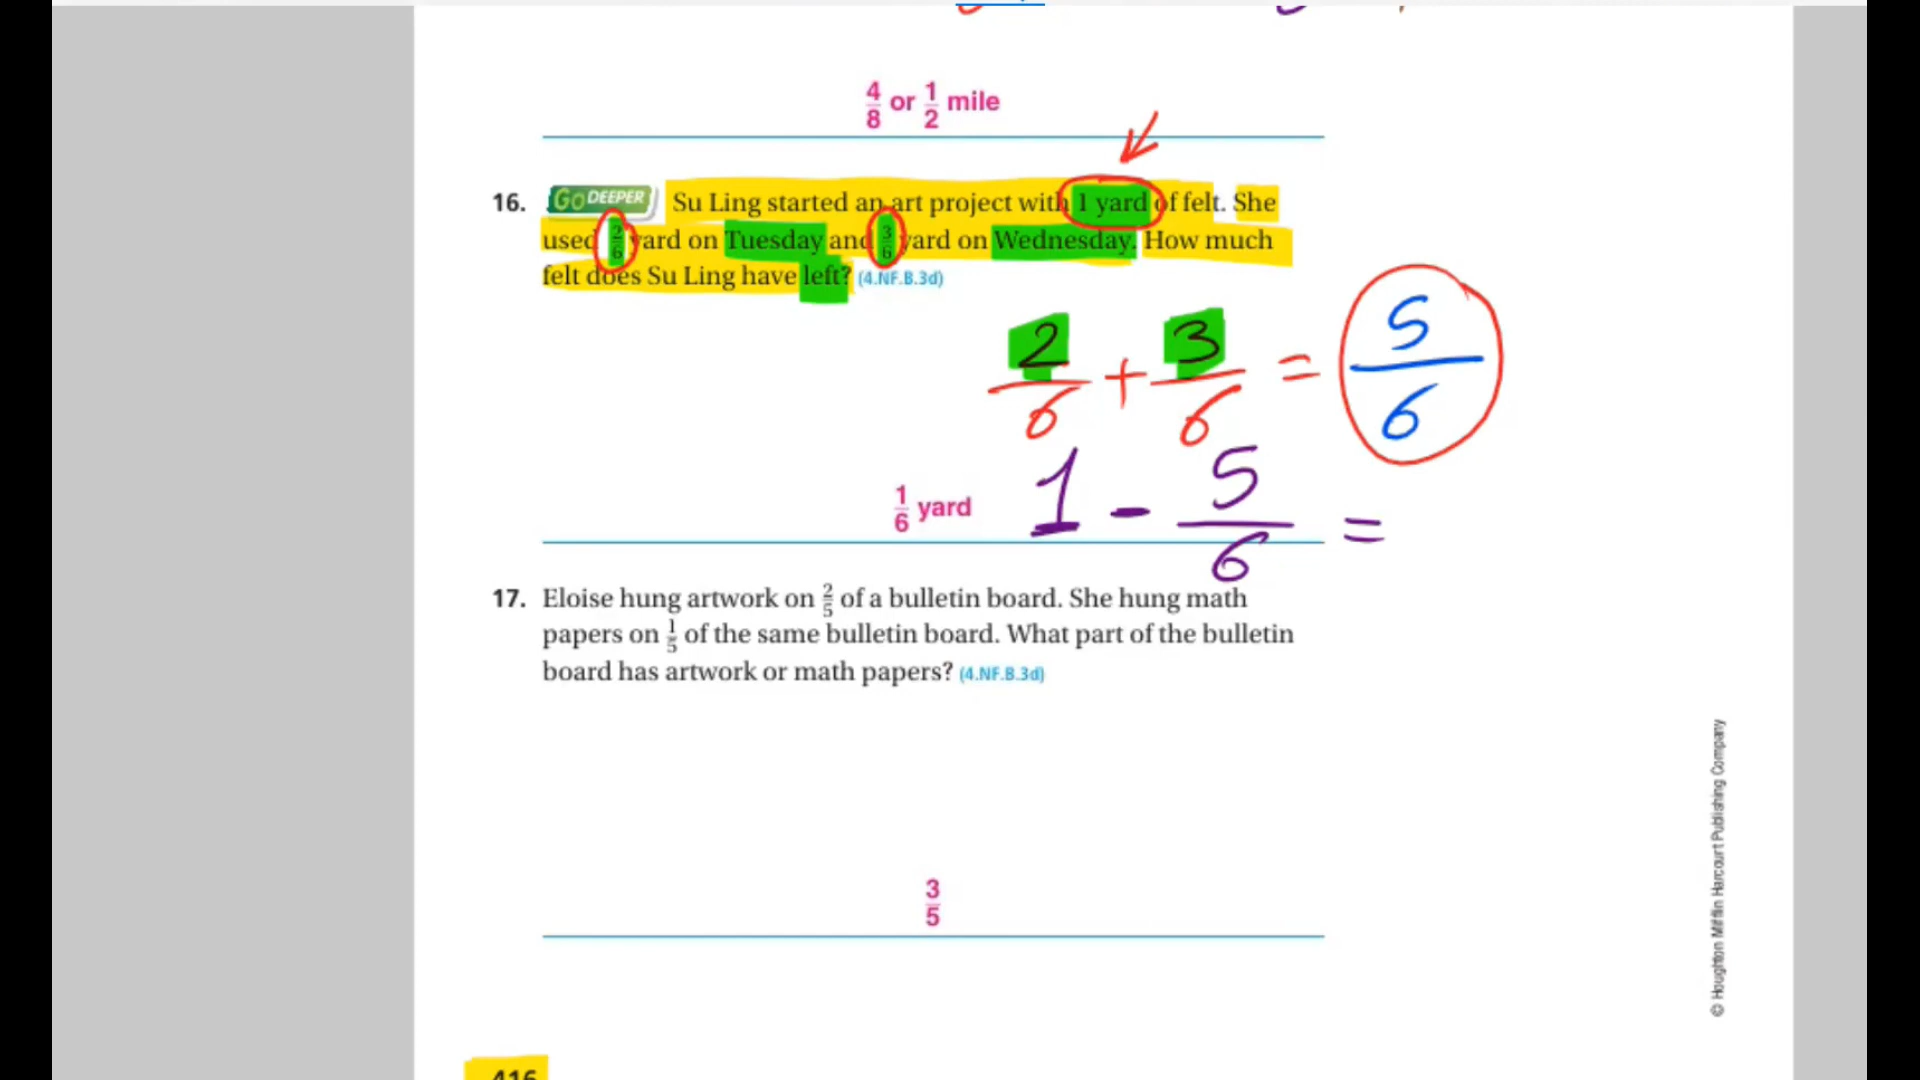 4/8 or 1/2 mile
16. GO DEEPER Su Ling started an art project with 1 yard of felt. She
used 2/6 yard on Tuesday and 3/6 yard on Wednesday. How much
felt does Su Ling have left? (4.NF.B.3d)
2/6 + 3/6 = 5/6
1/6 yard
1 - 5/6 =
17. Eloise hung artwork on 2/5 of a bulletin board. She hung math
papers on 1/5 of the same bulletin board. What part of the bulletin
board has artwork or math papers? (4.NF.B.3d)
3/5
© Houghton Mifflin Harcourt Publishing Company
416